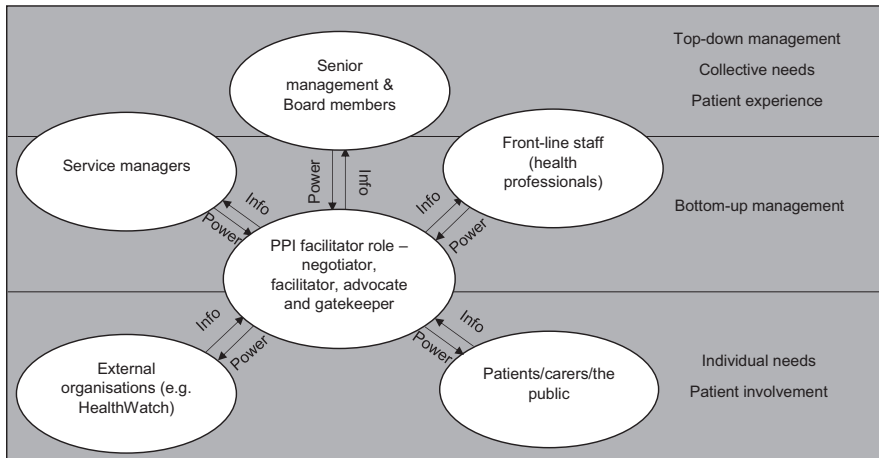 Top-down management
Collective needs
Patient experience
Senior
management &
Board members
Service managers
Front-line staff
(health
professionals)
Power
Info
Info
Power
Info
Power
Bottom-up management
PPI facilitator role –
negotiator,
facilitator, advocate
and gatekeeper
Info
Power
Info
Power
External
organisations (e.g.
HealthWatch)
Patients/carers/the
public
Individual needs
Patient involvement